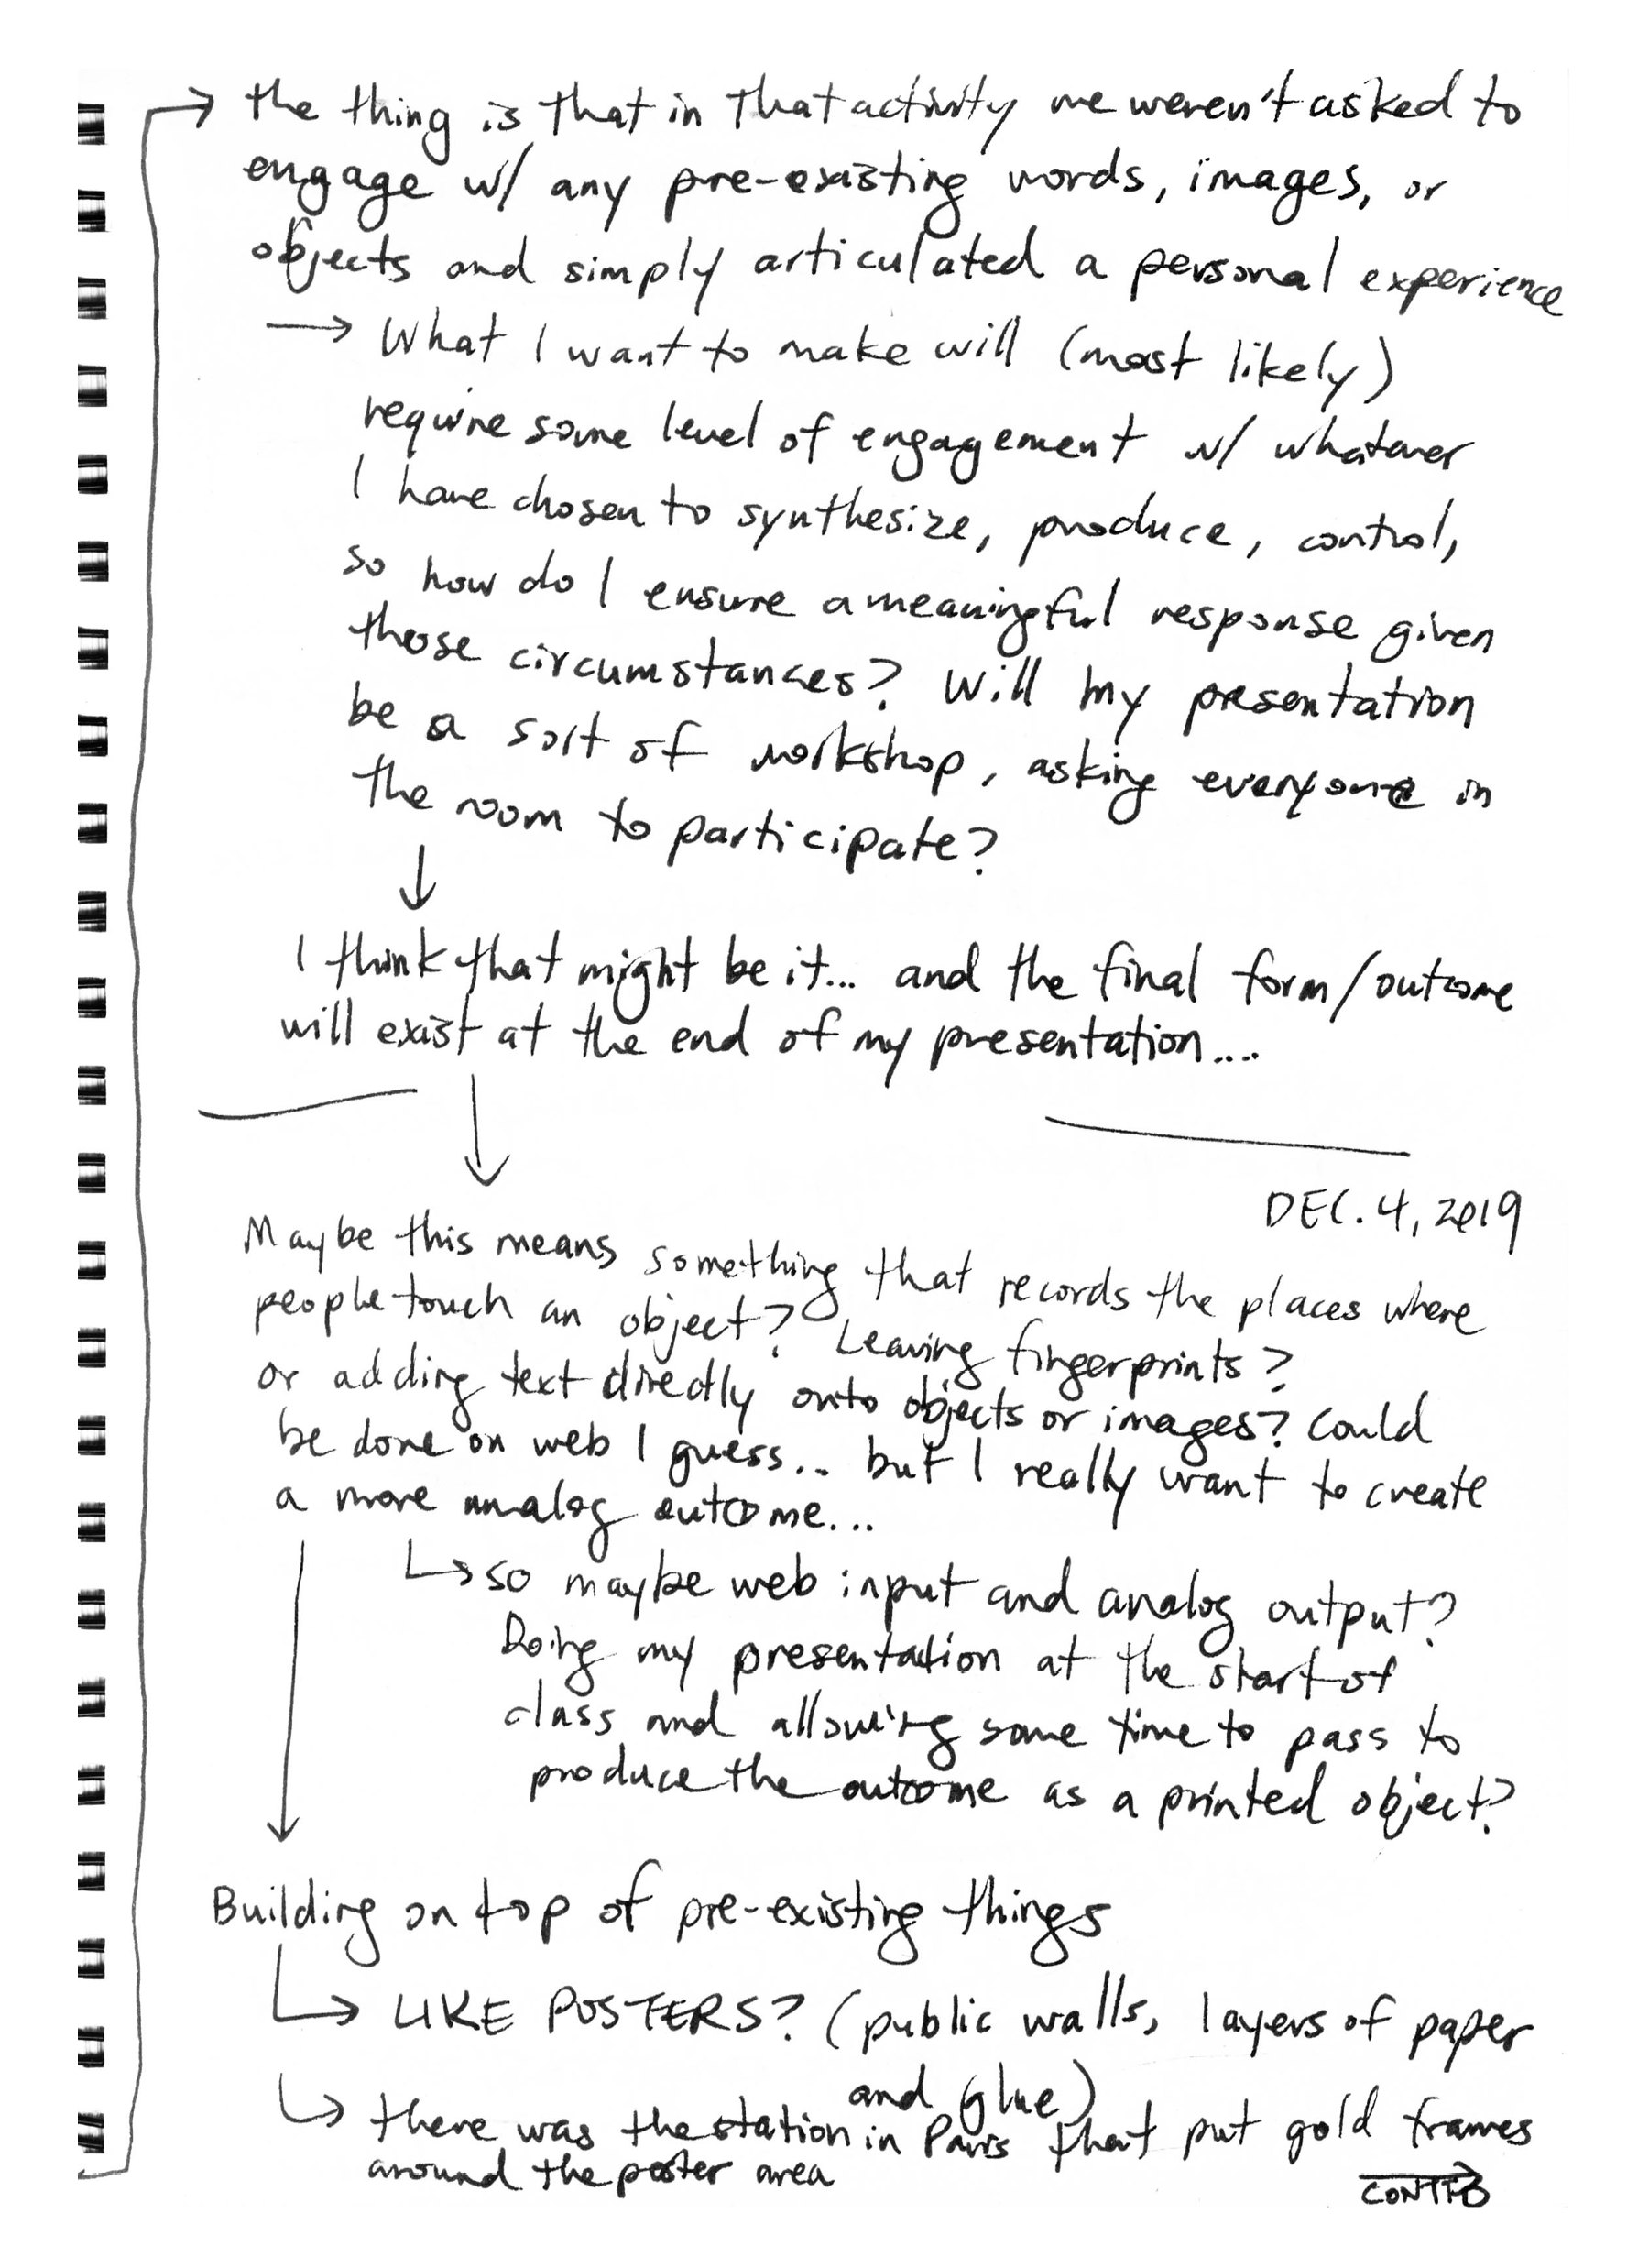 → the thing is that in that activity we weren't asked to
engage w/ any pre-existing words, images, or
objects and simply articulated a personal experience
→ What I want to make will (most likely)
require some level of engagement w/ whatever
I have chosen to synthesize, produce, control,
so how do I ensure a meaningful response given
those circumstances? Will my presentation
be a sort of workshop, asking everyone in
the room to participate?
↓
I think that might be it... and the final form/outcome
will exist at the end of my presentation....
↓
DEC. 4, 2019
Maybe this means something that records the places where
people touch an object? Leaving fingerprints?
or adding text directly onto objects or images? Could
be done on web I guess... but I really want to create
a more analog outcome...
↳ so maybe web input and analog output?
Doing my presentation at the start of
class and allowing some time to pass to
produce the outcome as a printed object?
↓
Building on top of pre-existing things
↳ LIKE POSTERS? (public walls, layers of paper
and glue)
↳ there was the station in Paris that put gold frames
around the poster area